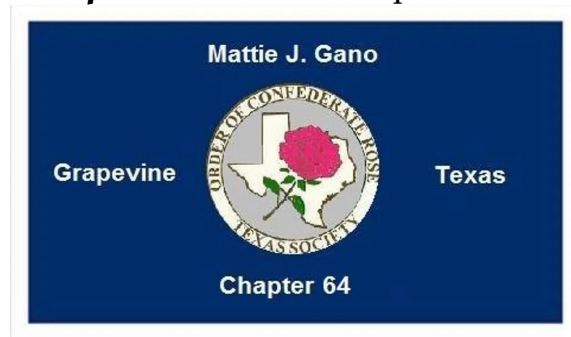 Mattie J. Gano
ORDER OF CONFEDERATE ROSE
Grapevine
Texas
TEXAS SOCIETY
Chapter 64